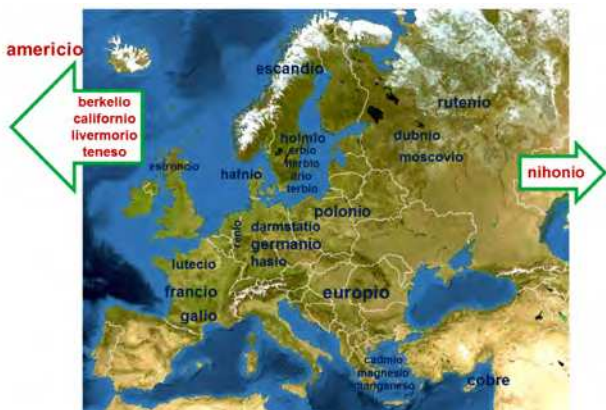 americio
berkelio
californio
livermorio
teneso
escandio
rutenio
holmio
erbio
iterbio
itrio
terbio
dubnio
moscovio
estroncio
hafnio
nihonio
polonio
renio
darmstatio
germanio
hasio
lutecio
francio
galio
europio
cadmio
magnesio
manganeso
cobre